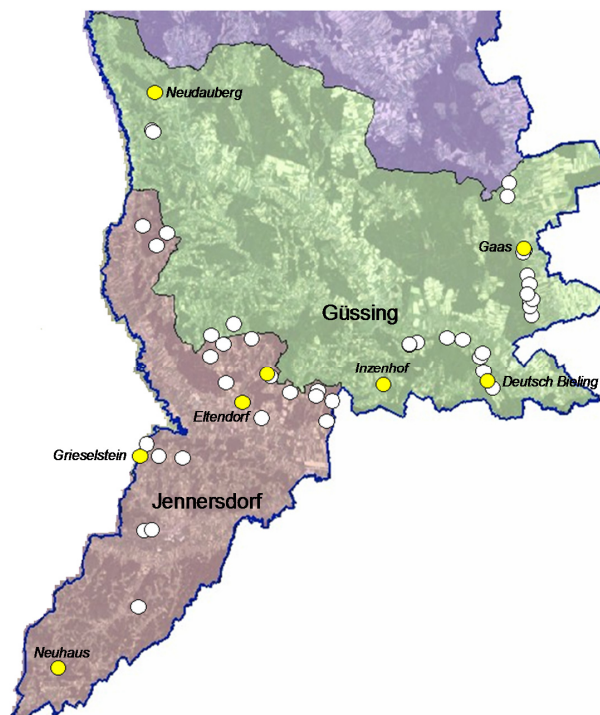 Neudauberg
Gaas
Güssing
Inzenhof
Deutsch Bieling
Eltendorf
Grieselstein
Jennersdorf
Neuhaus